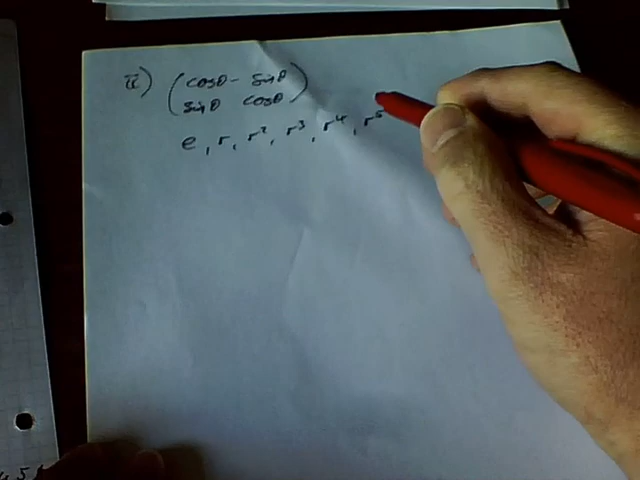 ii) (cosθ - sinθ
sinθ cosθ)
e, r, r², r³, r⁴, r⁵